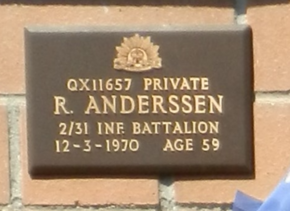 QX11657 PRIVATE
R. ANDERSSEN
2/31 INF. BATTALION
12-3-1970 AGE 59